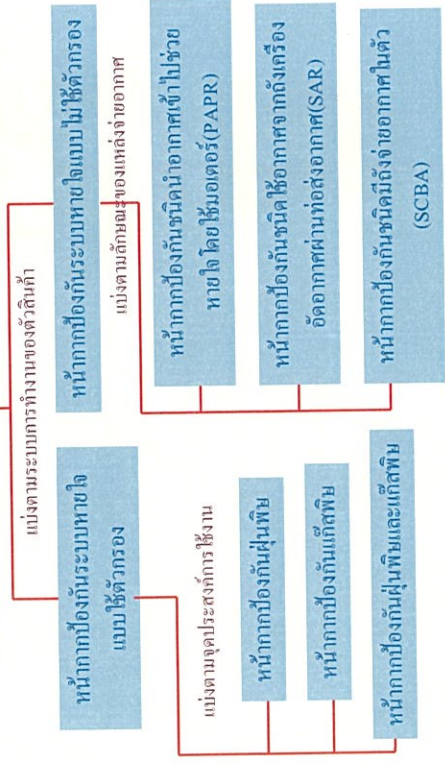 แบ่งตามระบบการทำงานของตัวสินค้า
หน้ากากป้องกันระบบหายใจ
แบบใช้ตัวกรอง
แบ่งตามจุดประสงค์การใช้งาน
หน้ากากป้องกันฝุ่นพิษ
หน้ากากป้องกันแก๊สพิษ
หน้ากากป้องกันฝุ่นพิษและแก๊สพิษ
หน้ากากป้องกันระบบหายใจแบบไม่ใช้ตัวกรอง
แบ่งตามลักษณะของแหล่งจ่ายอากาศ
หน้ากากป้องกันชนิดนำอากาศเข้าไปช่วย
หายใจโดยใช้มอเตอร์(PAPR)
หน้ากากป้องกันชนิดใช้อากาศจากถังเครื่อง
อัดอากาศผ่านท่อส่งอากาศ(SAR)
หน้ากากป้องกันชนิดมีถังจ่ายอากาศในตัว
(SCBA)